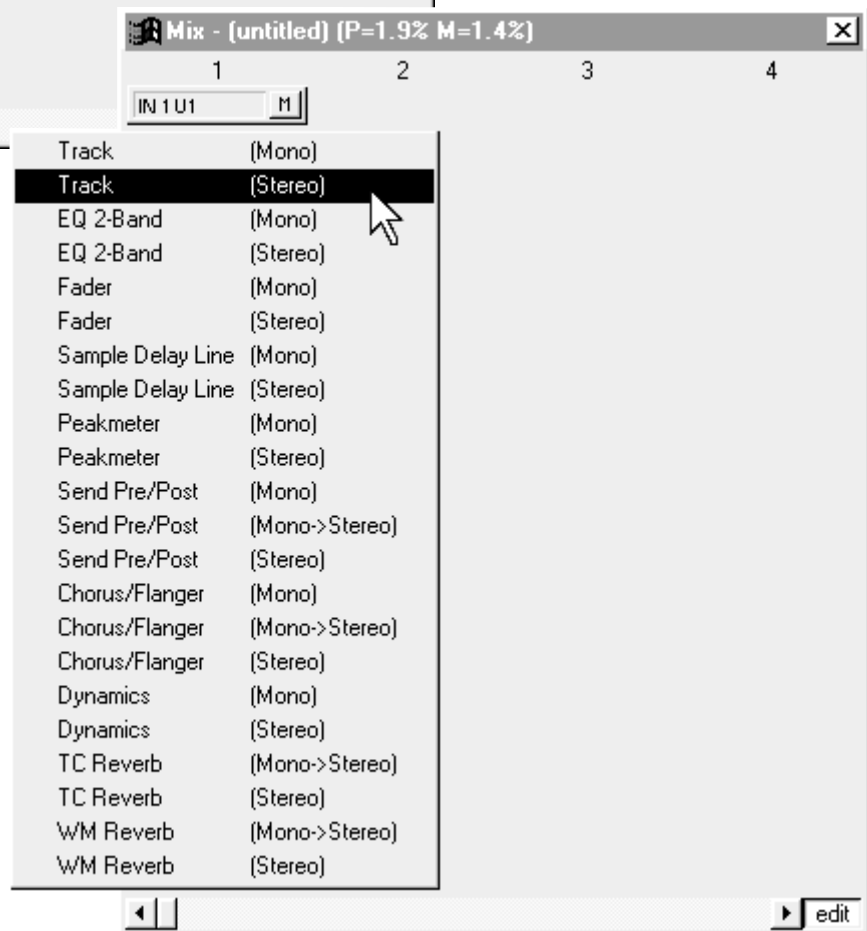 Mix - (untitled) (P=1.9% M=1.4%)
1 2 3 4
IN 1 U1 M
Track (Mono)
Track (Stereo)
EQ 2-Band (Mono)
EQ 2-Band (Stereo)
Fader (Mono)
Fader (Stereo)
Sample Delay Line (Mono)
Sample Delay Line (Stereo)
Peakmeter (Mono)
Peakmeter (Stereo)
Send Pre/Post (Mono)
Send Pre/Post (Mono->Stereo)
Send Pre/Post (Stereo)
Chorus/Flanger (Mono)
Chorus/Flanger (Mono->Stereo)
Chorus/Flanger (Stereo)
Dynamics (Mono)
Dynamics (Stereo)
TC Reverb (Mono->Stereo)
TC Reverb (Stereo)
WM Reverb (Mono->Stereo)
WM Reverb (Stereo)
edit